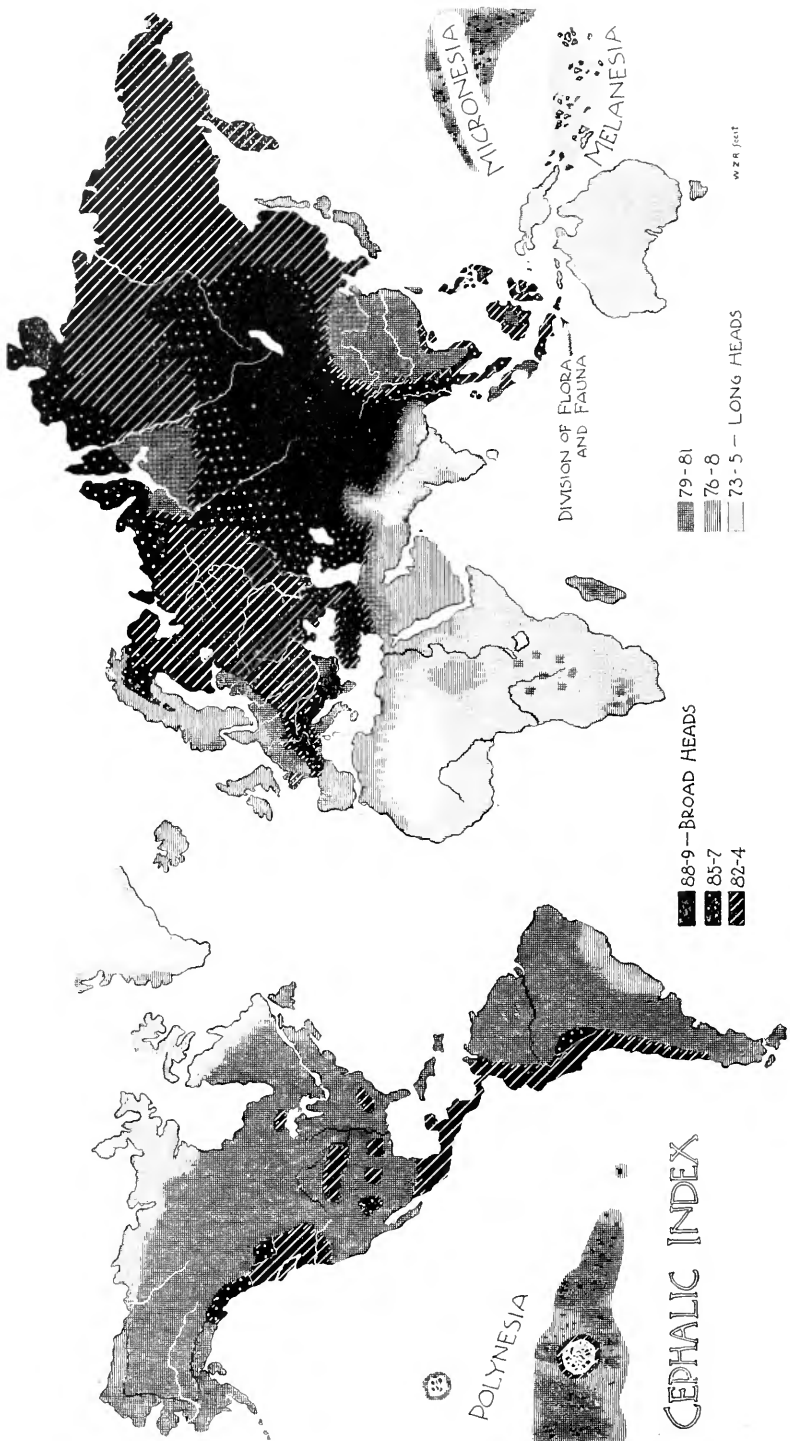 CEPHALIC INDEX
POLYNESIA
88-9—BROAD HEADS
85-7
82-4
79-81
76-8
73-5—LONG HEADS
DIVISION OF FLORA
AND FAUNA
MICRONESIA
MELANESIA
WZR fecit